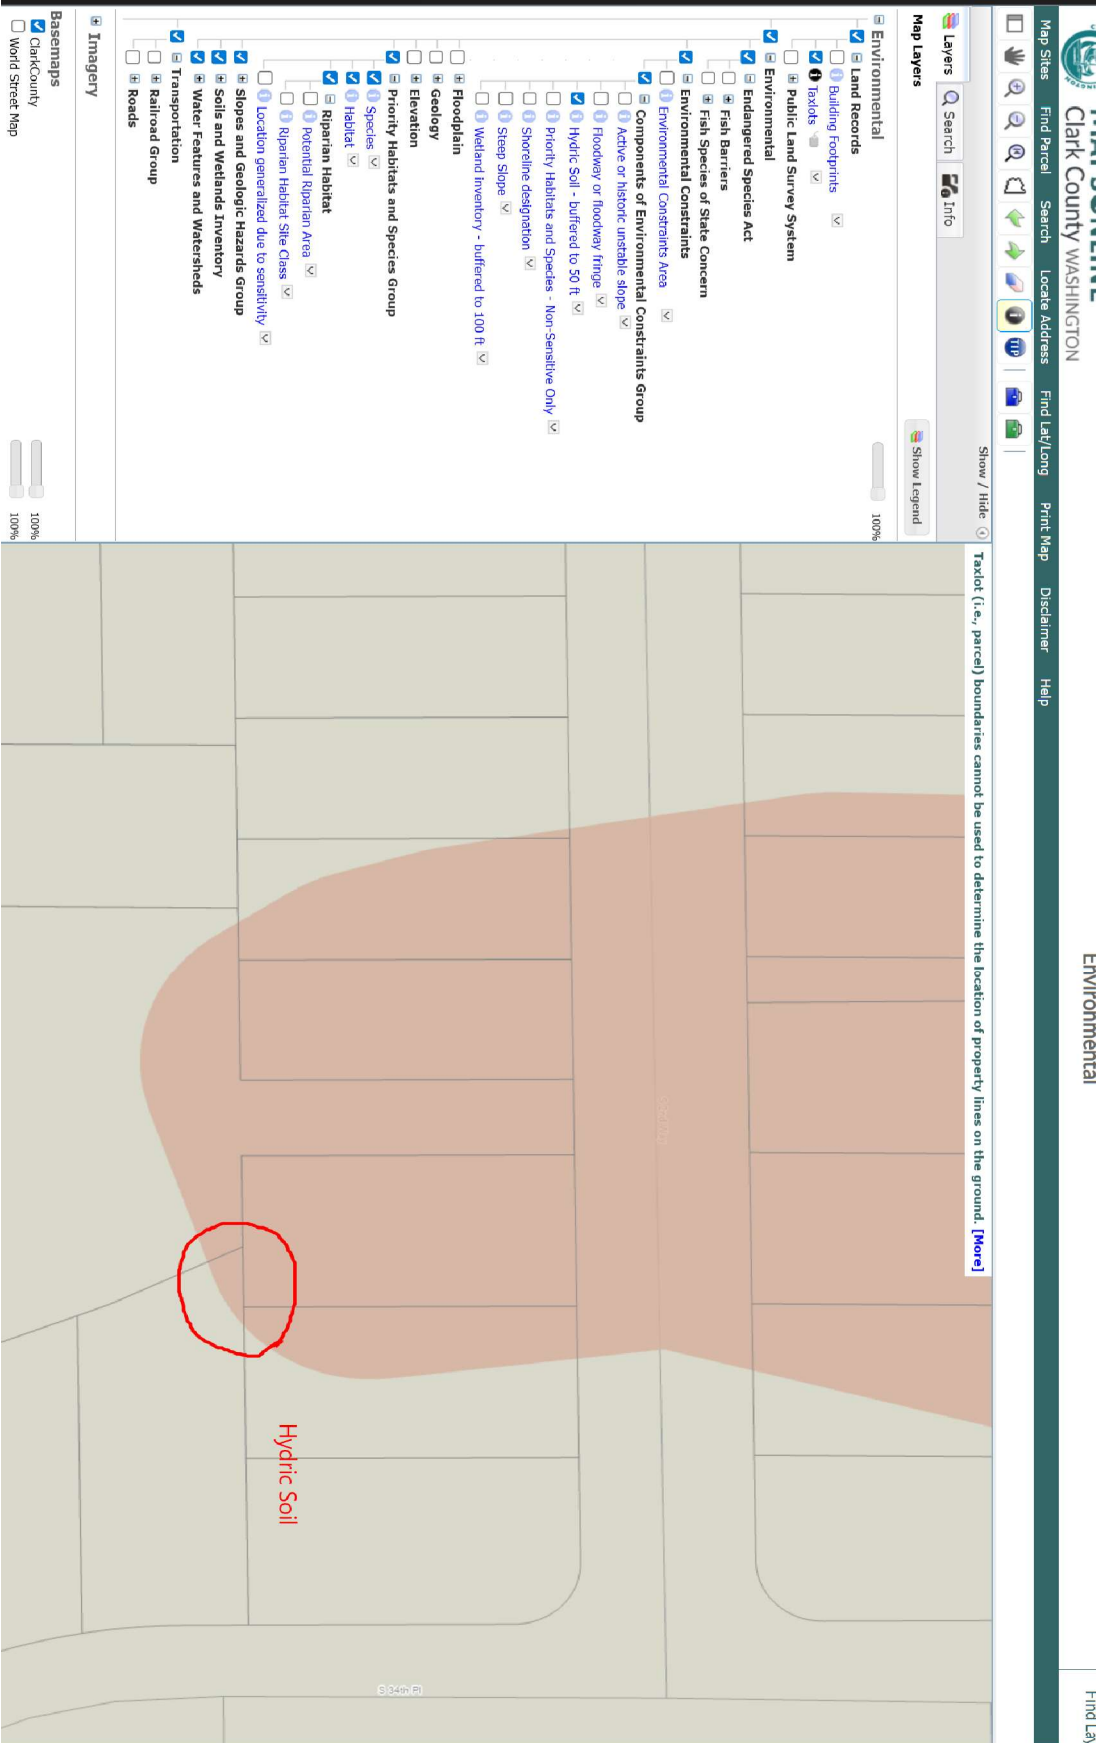 Clark County WASHINGTON
Environmental
Map Sites Find Parcel Search Locate Address Find Lat/Long Print Map Disclaimer Help
TIP
Show / Hide
Layers Search Info
Map Layers
Show Legend
Environmental 100%
Land Records
Building Footprints
Taxlots
Public Land Survey System
Environmental
Endangered Species Act
Fish Barriers
Fish Species of State Concern
Environmental Constraints
Environmental Constraints Area
Components of Environmental Constraints Group
Active or historic unstable slope
Floodway or floodway fringe
Hydric Soil - buffered to 50 ft
Priority Habitats and Species - Non-Sensitive Only
Shoreline designation
Steep Slope
Wetland inventory - buffered to 100 ft
Floodplain
Geology
Elevation
Priority Habitats and Species Group
Species
Habitat
Riparian Habitat
Potential Riparian Area
Riparian Habitat Site Class
Location generalized due to sensitivity
Slopes and Geologic Hazards Group
Soils and Wetlands Inventory
Water Features and Watersheds
Transportation
Railroad Group
Roads
Imagery
Basemaps
ClarkCounty 100%
World Street Map 100%
Taxlot (i.e., parcel) boundaries cannot be used to determine the location of property lines on the ground. [More]
Hydric Soil
S 34th Pl